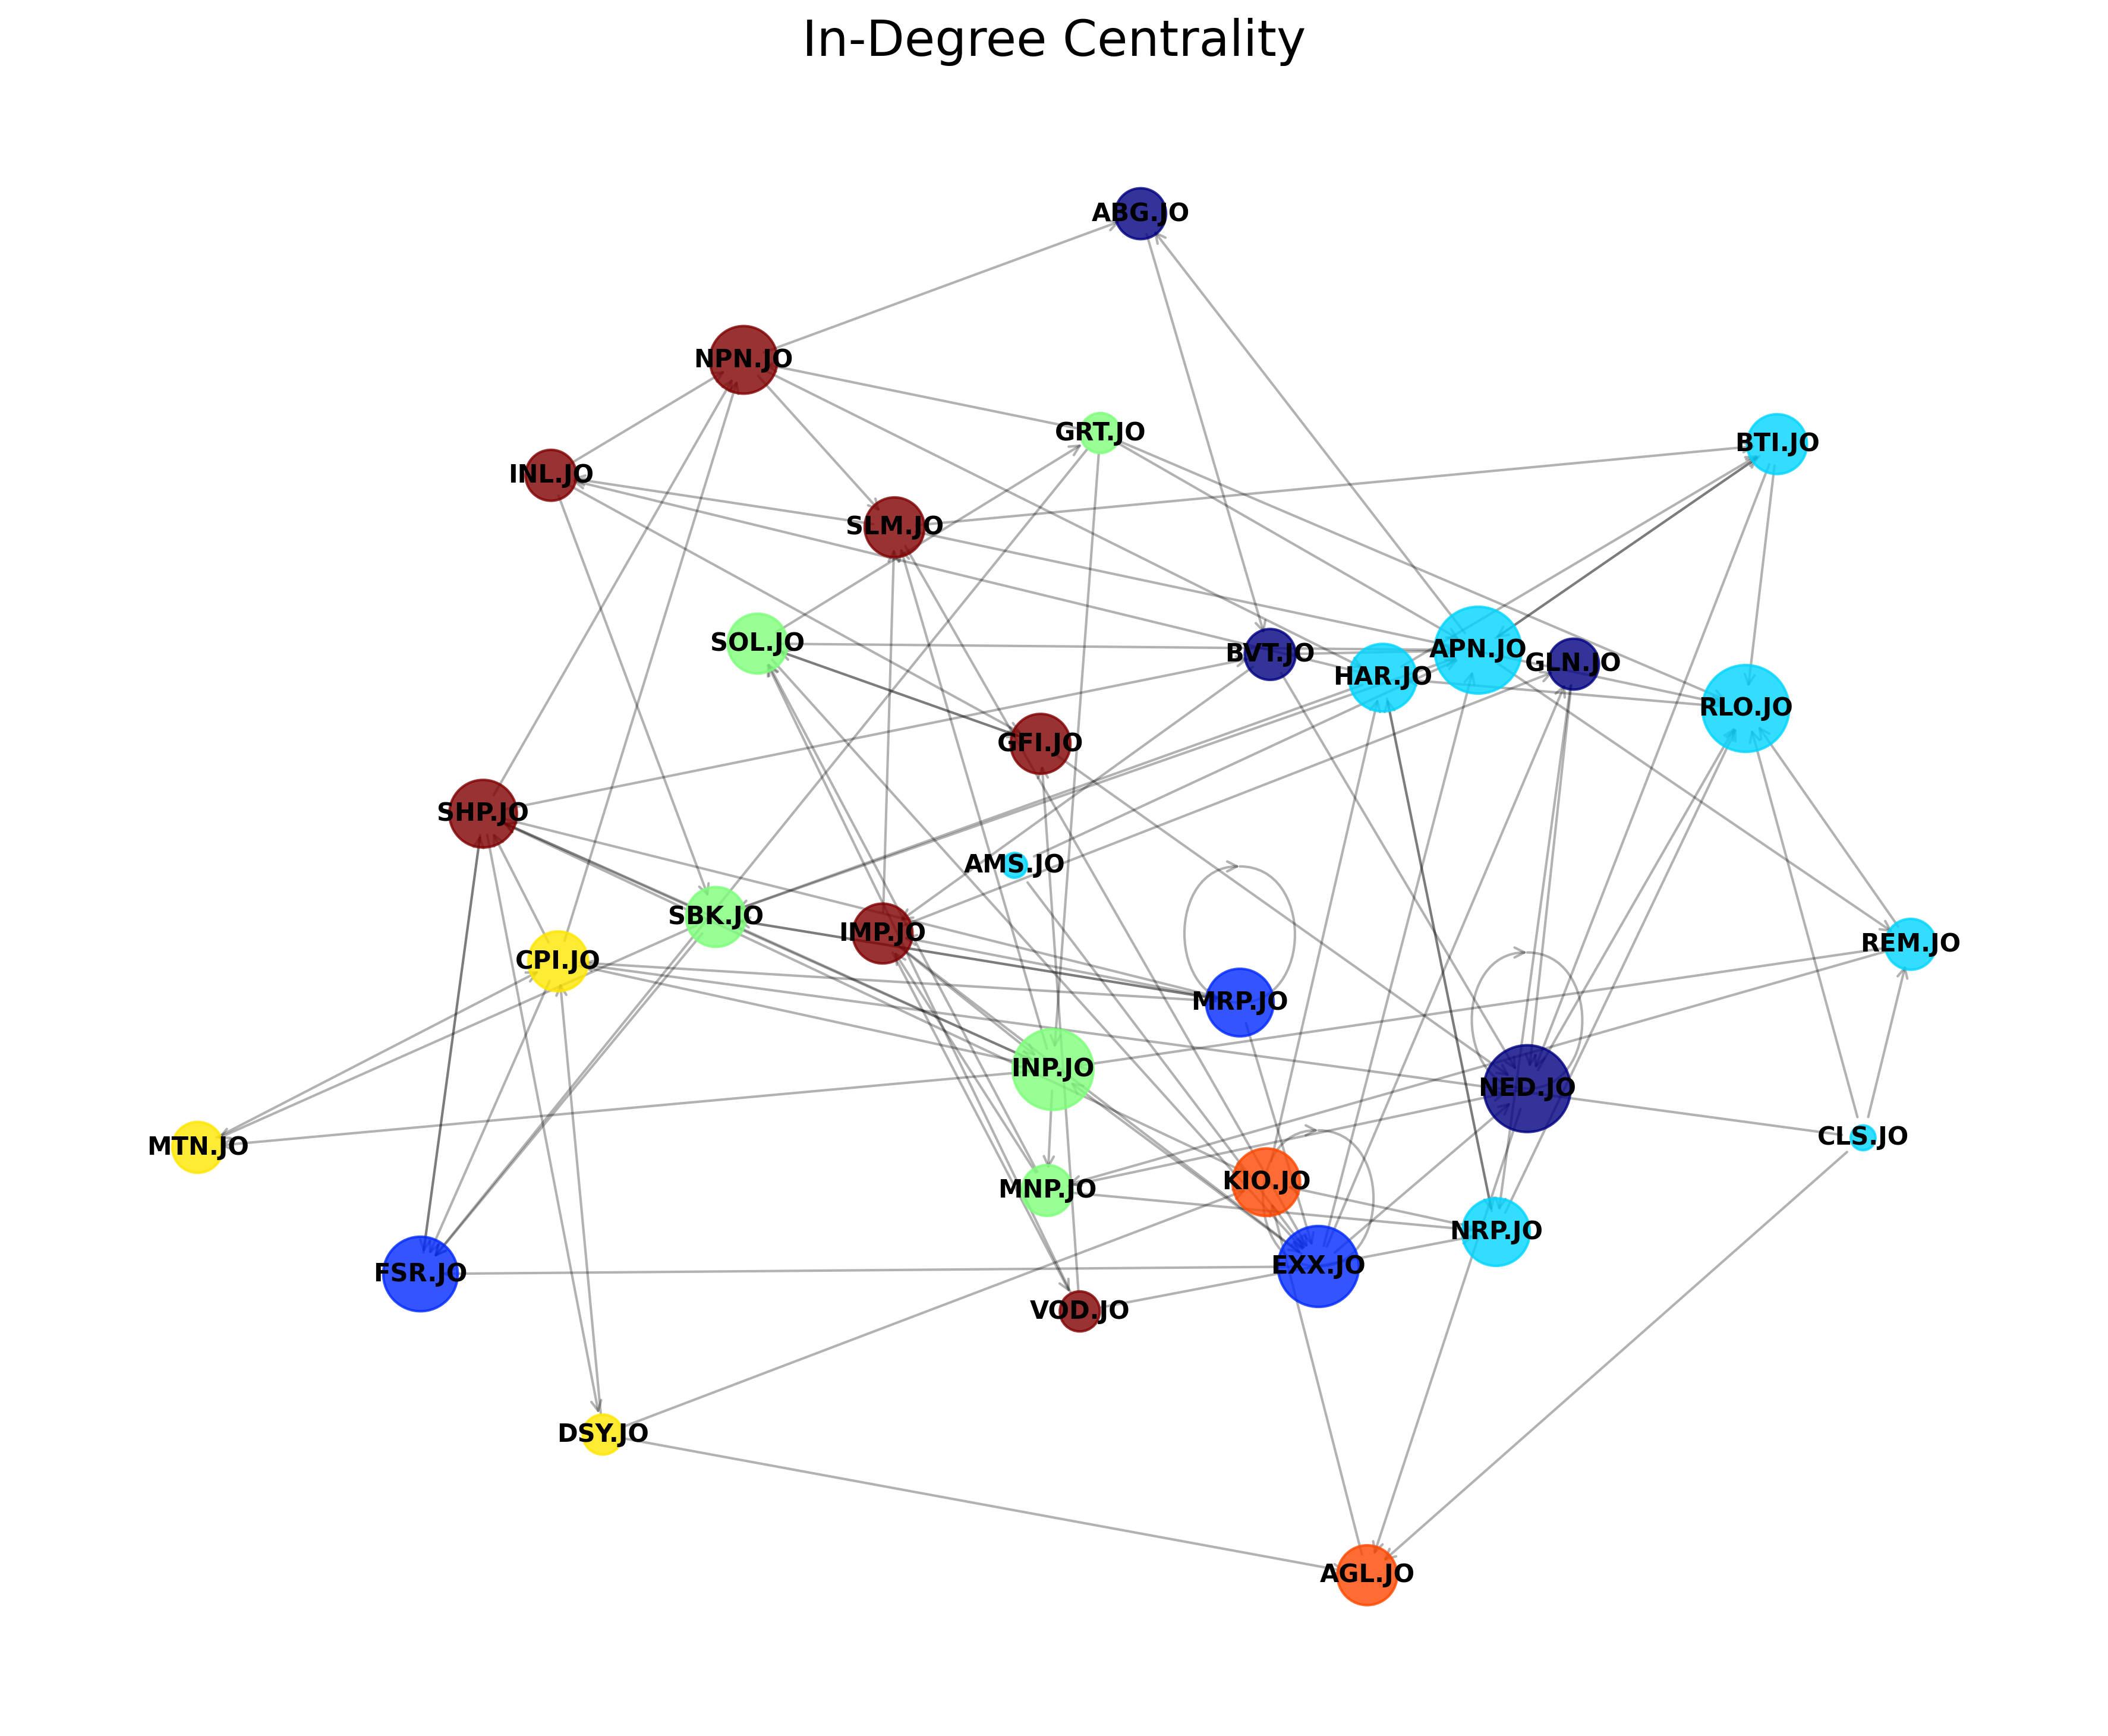 In-Degree Centrality
ABG.JO
NPN.JO
GRT.JO
BTI.JO
INL.JO
SLM.JO
SOL.JO
BVT.JO
HAR.JO
APN.JO
GLN.JO
RLO.JO
GFI.JO
SHP.JO
AMS.JO
SBK.JO
IMP.JO
REM.JO
CPI.JO
MRP.JO
INP.JO
NED.JO
CLS.JO
MTN.JO
MNP.JO
KIO.JO
NRP.JO
FSR.JO
EXX.JO
VOD.JO
DSY.JO
AGL.JO